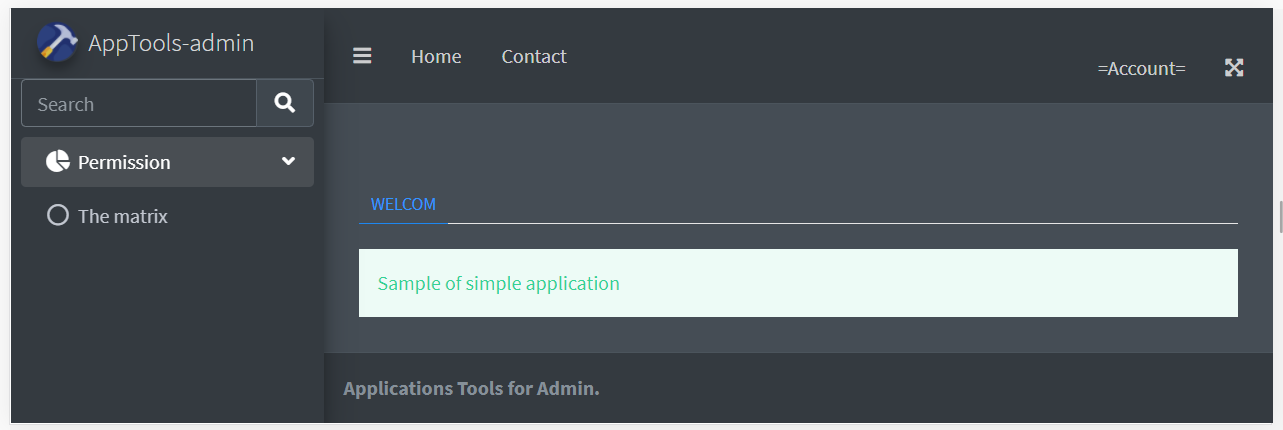 AppTools-admin
Home
Contact
=Account=
Search
Permission
The matrix
WELCOM
Sample of simple application
Applications Tools for Admin.